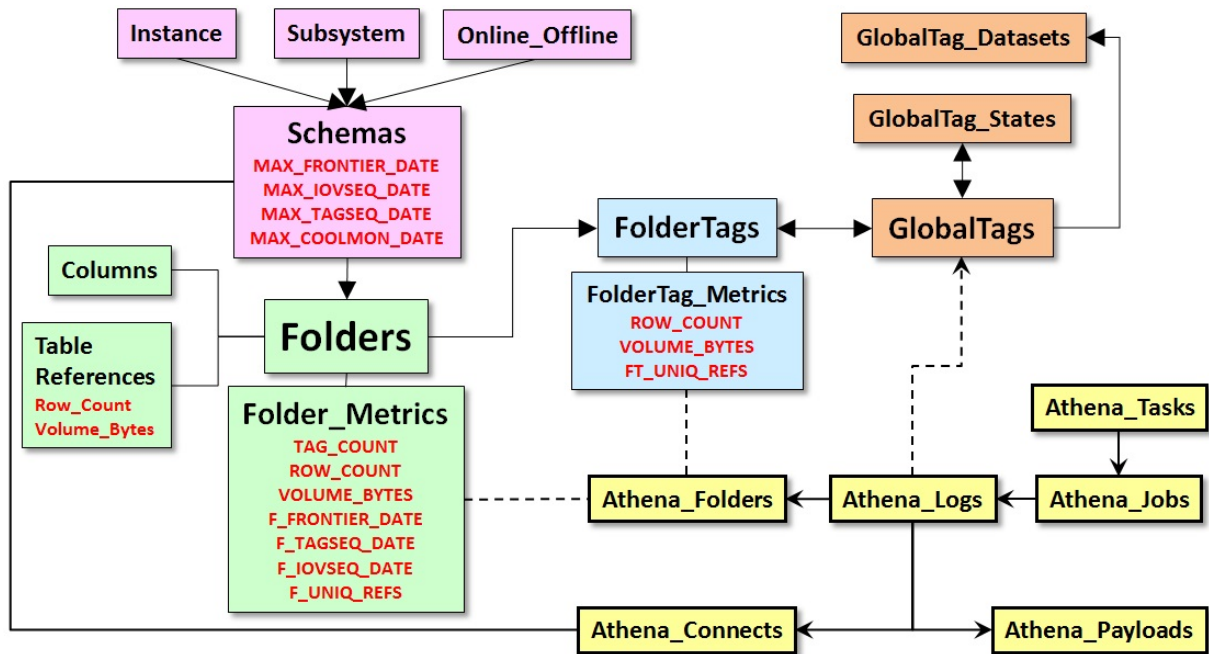 Instance
Subsystem
Online_Offline
GlobalTag_Datasets
Schemas
MAX_FRONTIER_DATE
MAX_IOVSEQ_DATE
MAX_TAGSEQ_DATE
MAX_COOLMON_DATE
GlobalTag_States
FolderTags
GlobalTags
Columns
Folders
FolderTag_Metrics
ROW_COUNT
VOLUME_BYTES
FT_UNIQ_REFS
Table
References
Row_Count
Volume_Bytes
Folder_Metrics
TAG_COUNT
ROW_COUNT
VOLUME_BYTES
F_FRONTIER_DATE
F_TAGSEQ_DATE
F_IOVSEQ_DATE
F_UNIQ_REFS
Athena_Tasks
Athena_Folders
Athena_Logs
Athena_Jobs
Athena_Connects
Athena_Payloads